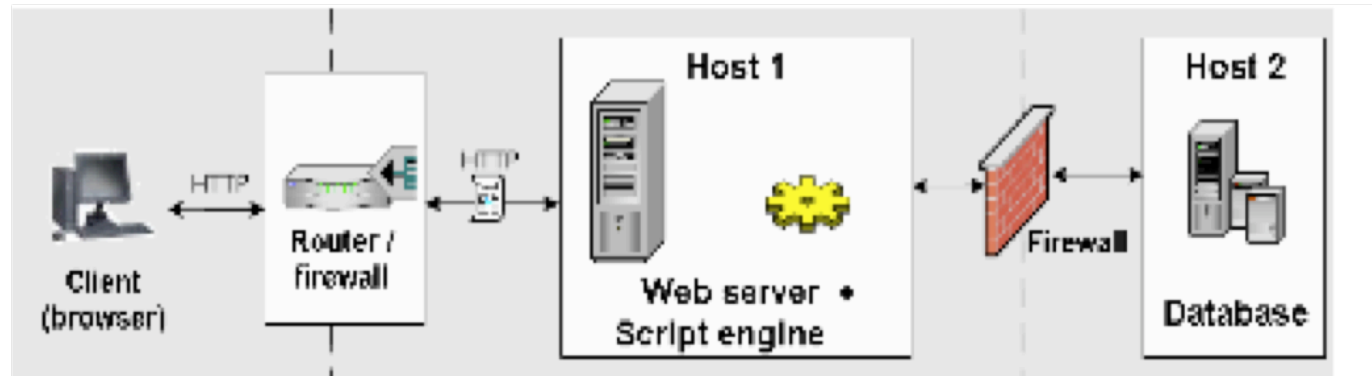 Client
(browser)
HTTP
Router /
firewall
HTTP
Host 1
Web server •
Script engine
Firewall
Host 2
Database